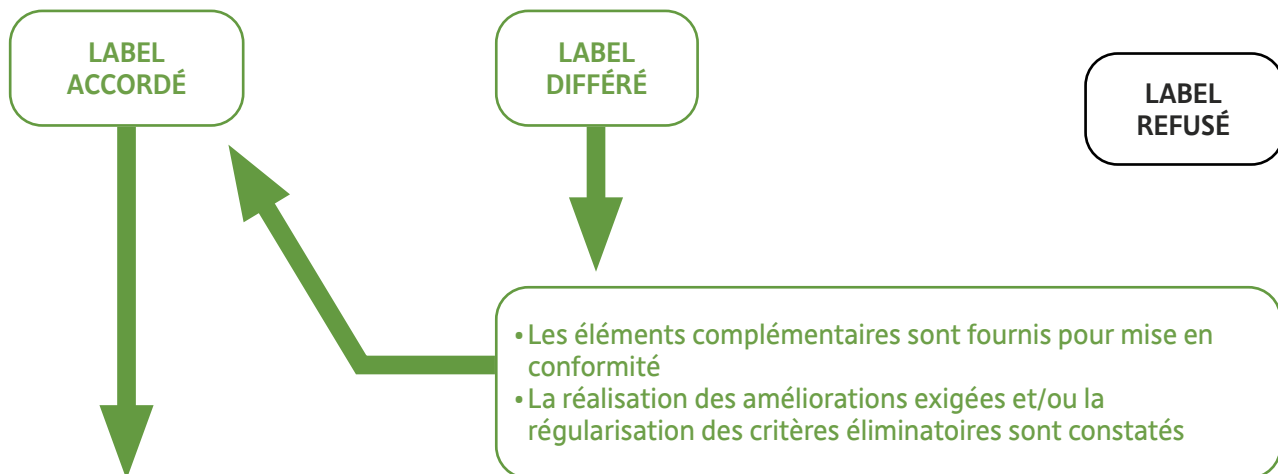 LABEL
ACCORDÉ
LABEL
DIFFÉRÉ
LABEL
REFUSÉ
•Les éléments complémentaires sont fournis pour mise en
conformité
•La réalisation des améliorations exigées et/ou la
régularisation des critères éliminatoires sont constatés